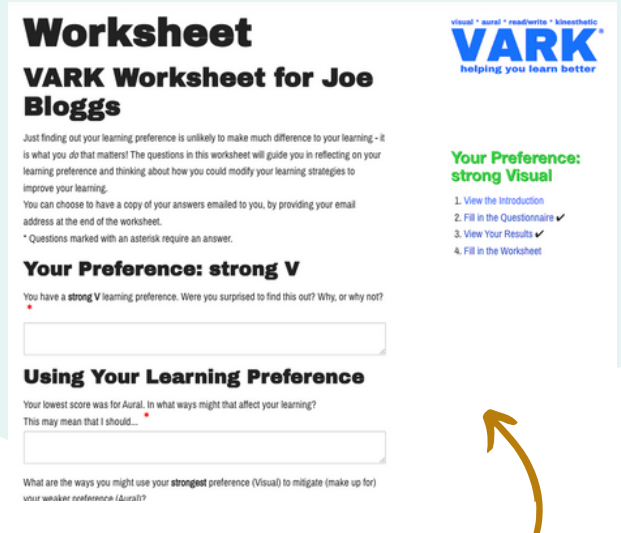 Worksheet
VARK Worksheet for Joe
Bloggs
Just finding out your learning preference is unlikely to make much difference to your learning - it
is what you do that matters! The questions in this worksheet will guide you in reflecting on your
learning preference and thinking about how you could modify your learning strategies to
improve your learning.
You can choose to have a copy of your answers emailed to you, by providing your email
address at the end of the worksheet.
* Questions marked with an asterisk require an answer.
Your Preference: strong V
You have a strong V learning preference. Were you surprised to find this out? Why, or why not?
*
Using Your Learning Preference
Your lowest score was for Aural. In what ways might that affect your learning?
This may mean that I should... *
What are the ways you might use your strongest preference (Visual) to mitigate (make up for)
your weaker preference (Aural)?
visual * aural * read/write * kinesthetic
VARK®
helping you learn better
Your Preference:
strong Visual
1. View the Introduction
2. Fill in the Questionnaire ✔
3. View Your Results ✔
4. Fill in the Worksheet